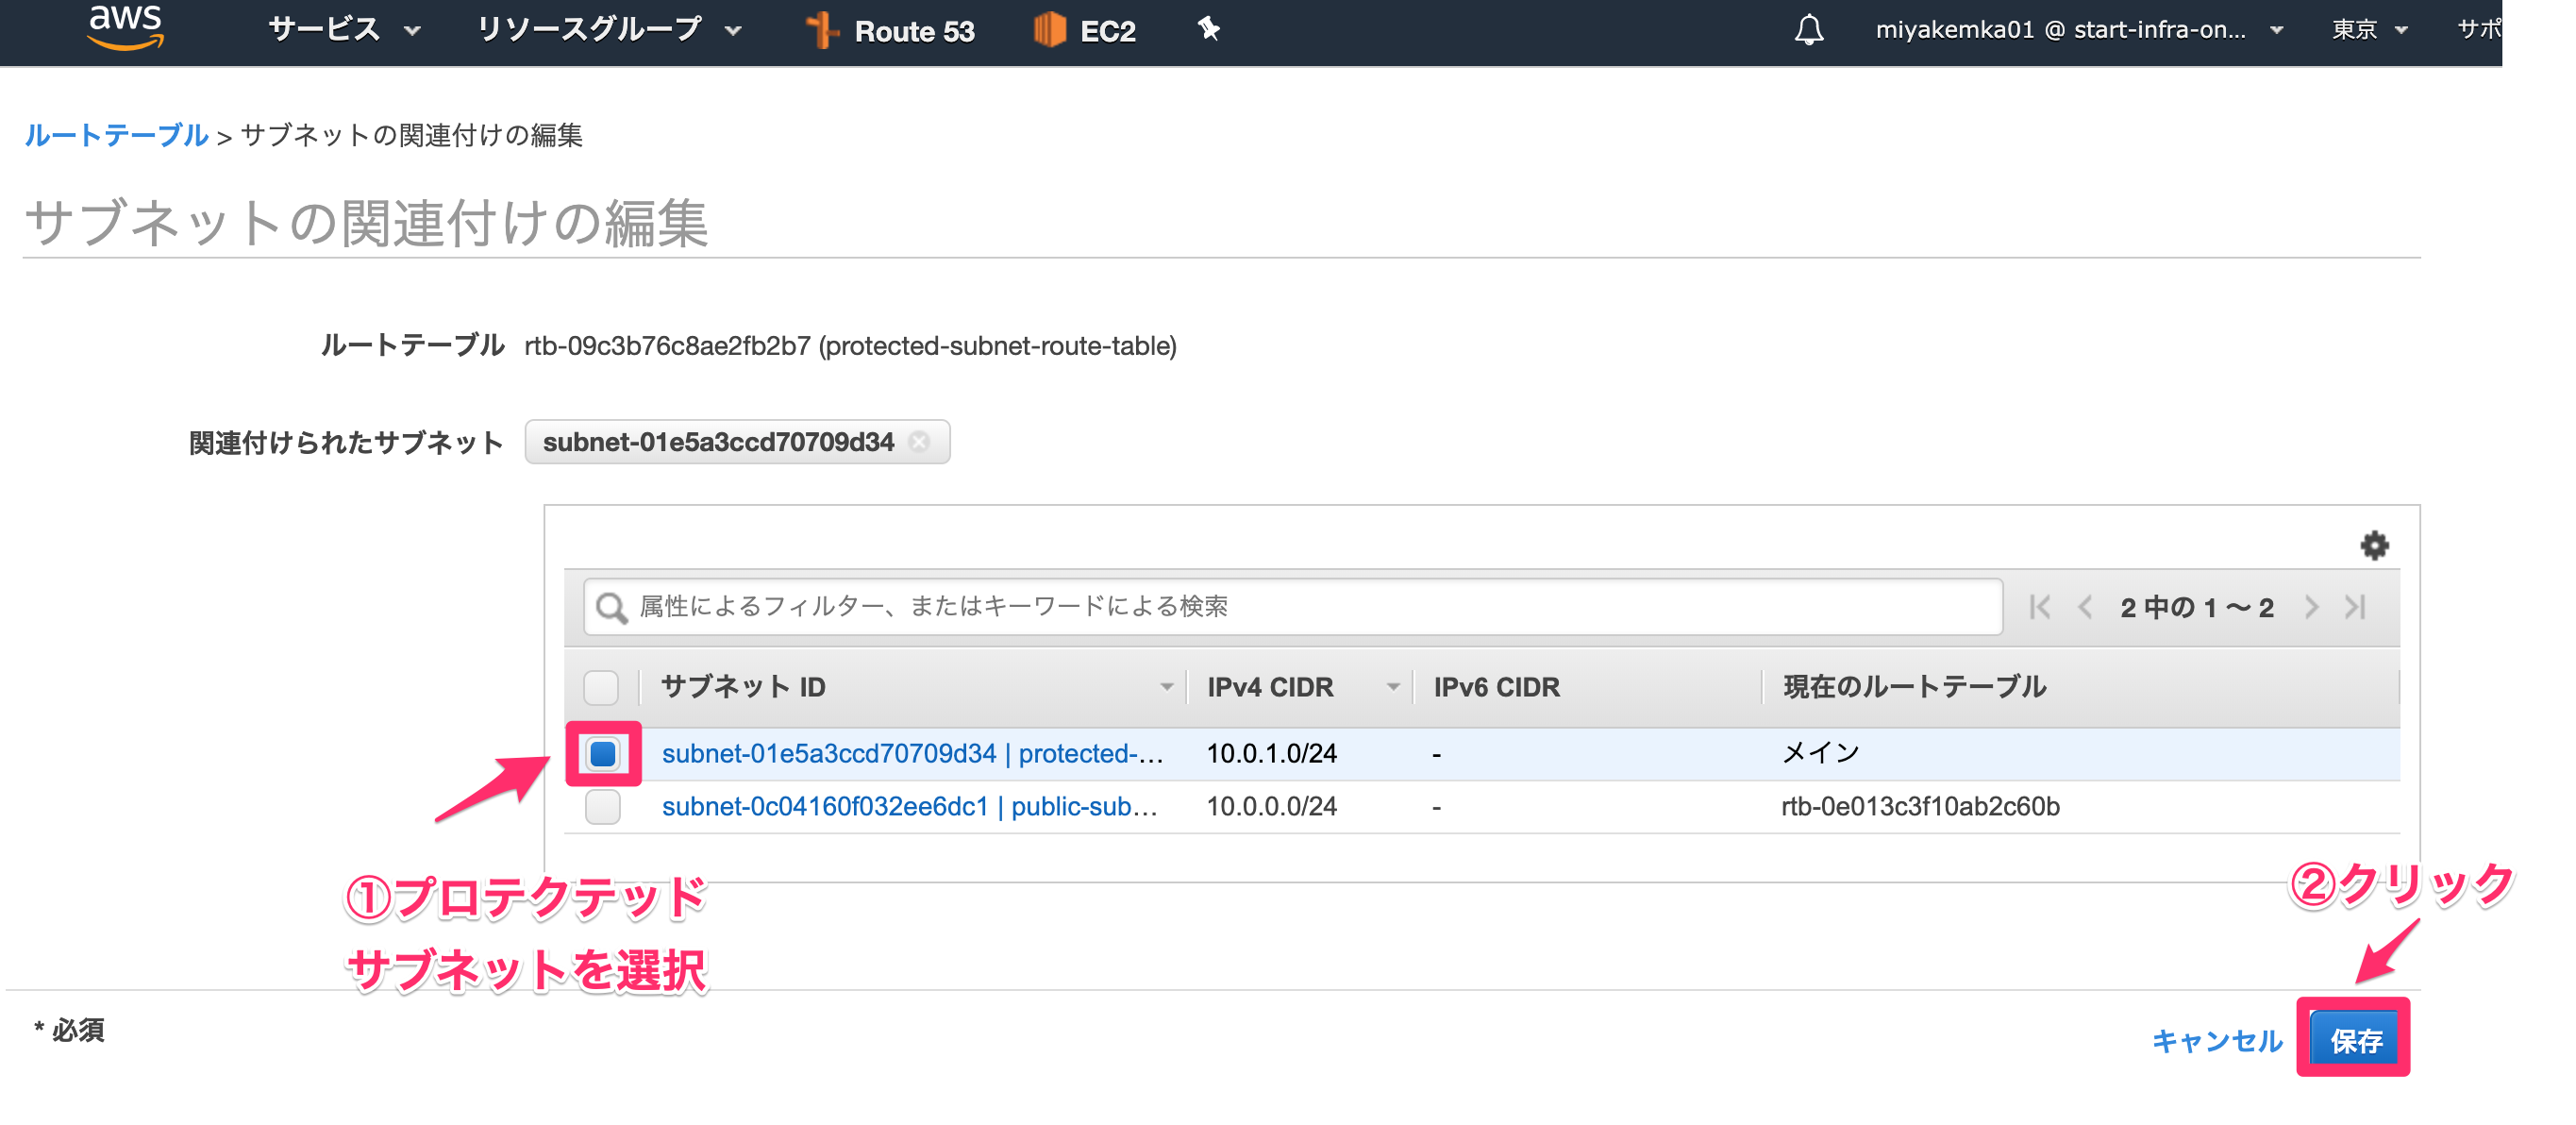 aws サービス リソースグループ Route 53 EC2 miyakemka01 @ start-infra-on... 東京 サポ
ルートテーブル > サブネットの関連付けの編集
サブネットの関連付けの編集
ルートテーブル rtb-09c3b76c8ae2fb2b7 (protected-subnet-route-table)
関連付けられたサブネット subnet-01e5a3ccd70709d34
属性によるフィルター、またはキーワードによる検索 2 中の 1 ～ 2
サブネット ID IPv4 CIDR IPv6 CIDR 現在のルートテーブル
subnet-01e5a3ccd70709d34 | protected-... 10.0.1.0/24 - メイン
subnet-0c04160f032ee6dc1 | public-sub... 10.0.0.0/24 - rtb-0e013c3f10ab2c60b
①プロテクテッド
サブネットを選択
②クリック
* 必須 キャンセル 保存